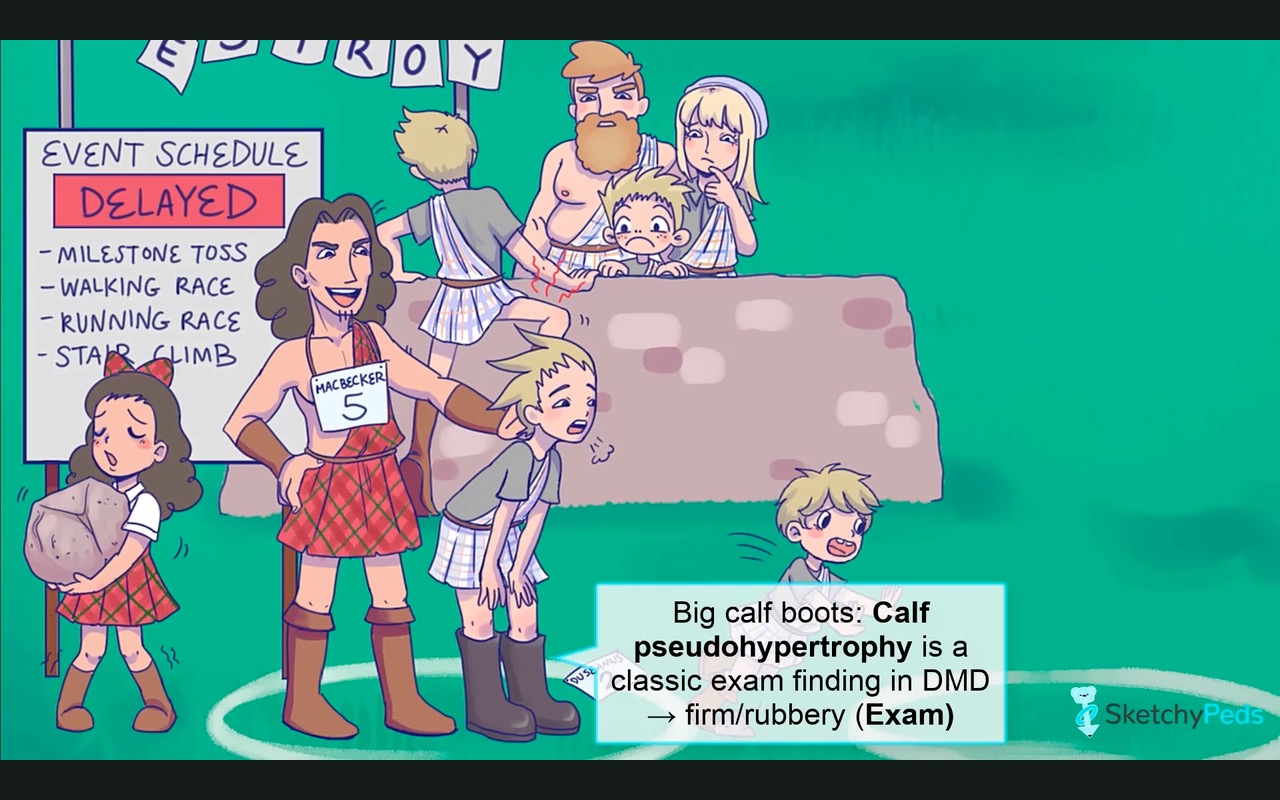 ESTROY
EVENT SCHEDULE
DELAYED
- MILESTONE TOSS
- WALKING RACE
- RUNNING RACE
- STAIR CLIMB
MACBECKER
5
Big calf boots: Calf
pseudohypertrophy is a
classic exam finding in DMD
→ firm/rubbery (Exam)
SketchyPeds